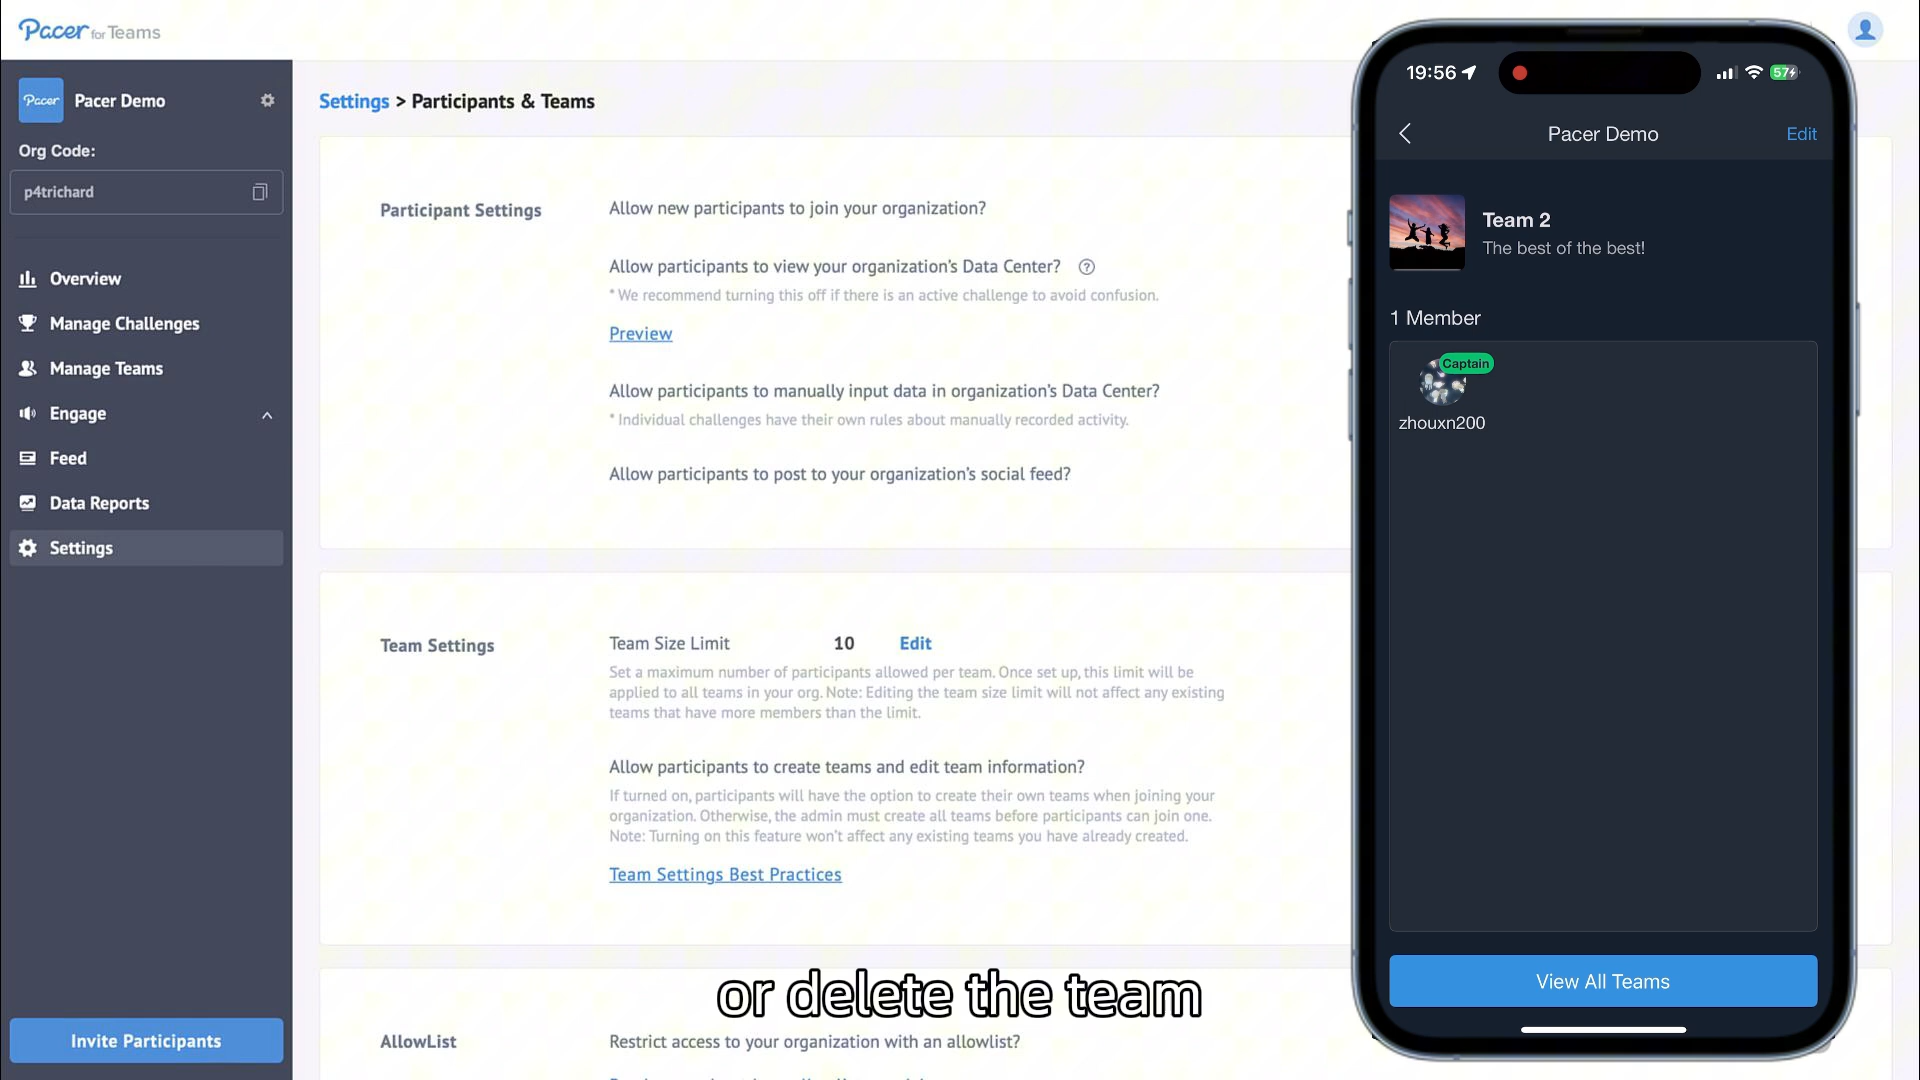 Pacer for Teams
Pacer
Pacer Demo
Org Code:
p4trichard
Overview
Manage Challenges
Manage Teams
Engage
Feed
Data Reports
Settings
Invite Participants
Settings > Participants & Teams
Participant Settings
Allow new participants to join your organization?
Allow participants to view your organization's Data Center? ?
* We recommend turning this off if there is an active challenge to avoid confusion.
Preview
Allow participants to manually input data in organization's Data Center?
* Individual challenges have their own rules about manually recorded activity.
Allow participants to post to your organization's social feed?
Team Settings
Team Size Limit 10 Edit
Set a maximum number of participants allowed per team. Once set up, this limit will be
applied to all teams in your org. Note: Editing the team size limit will not affect any existing
teams that have more members than the limit.
Allow participants to create teams and edit team information?
If turned on, participants will have the option to create their own teams when joining your
organization. Otherwise, the admin must create all teams before participants can join one.
Note: Turning on this feature won't affect any existing teams you have already created.
Team Settings Best Practices
AllowList
Restrict access to your organization with an allowlist?
or delete the team
19:56
57
Pacer Demo
Edit
Team 2
The best of the best!
1 Member
Captain
zhouxn200
View All Teams